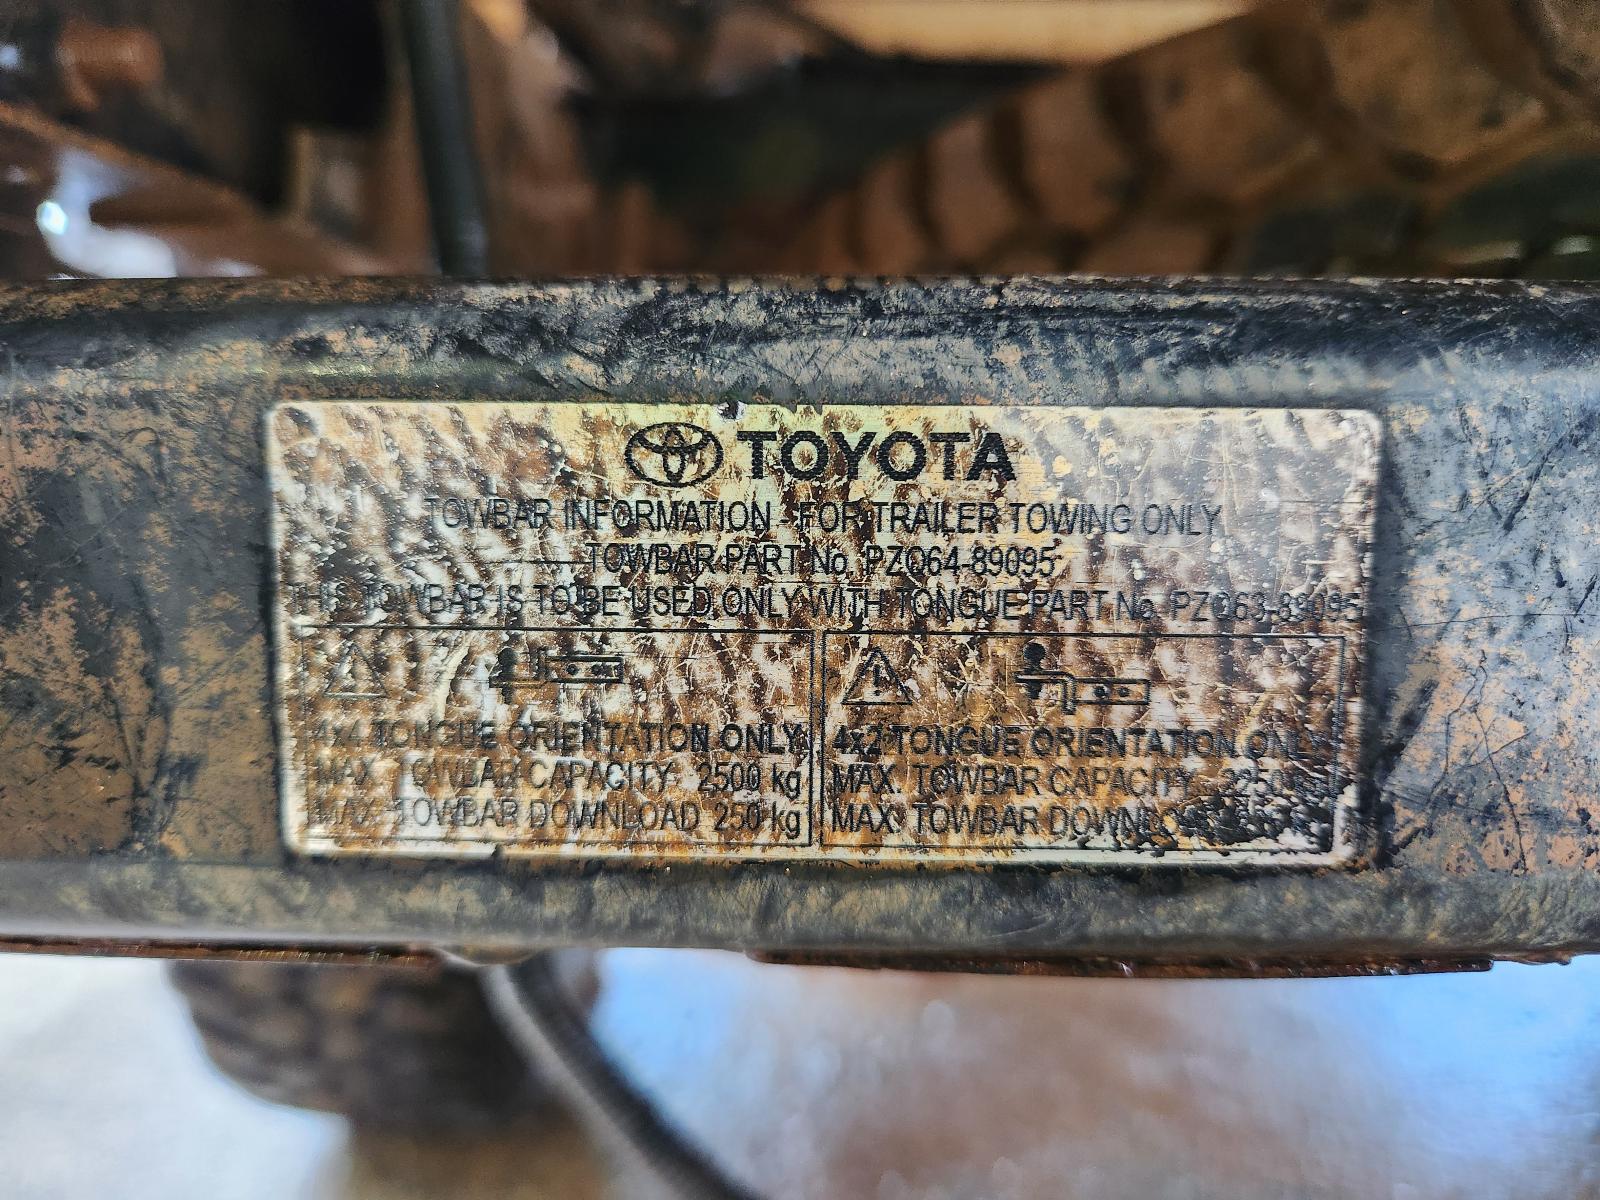 TOYOTA
TOWBAR INFORMATION - FOR TRAILER TOWING ONLY
TOWBAR PART No. PZQ64-89095
THIS TOWBAR IS TO BE USED ONLY WITH TONGUE PART No. PZQ63-89095
4x4 TONGUE ORIENTATION ONLY
MAX. TOWBAR CAPACITY 2500 kg
MAX. TOWBAR DOWNLOAD 250 kg
4x2 TONGUE ORIENTATION ONLY
MAX. TOWBAR CAPACITY
MAX. TOWBAR DOWNLOAD